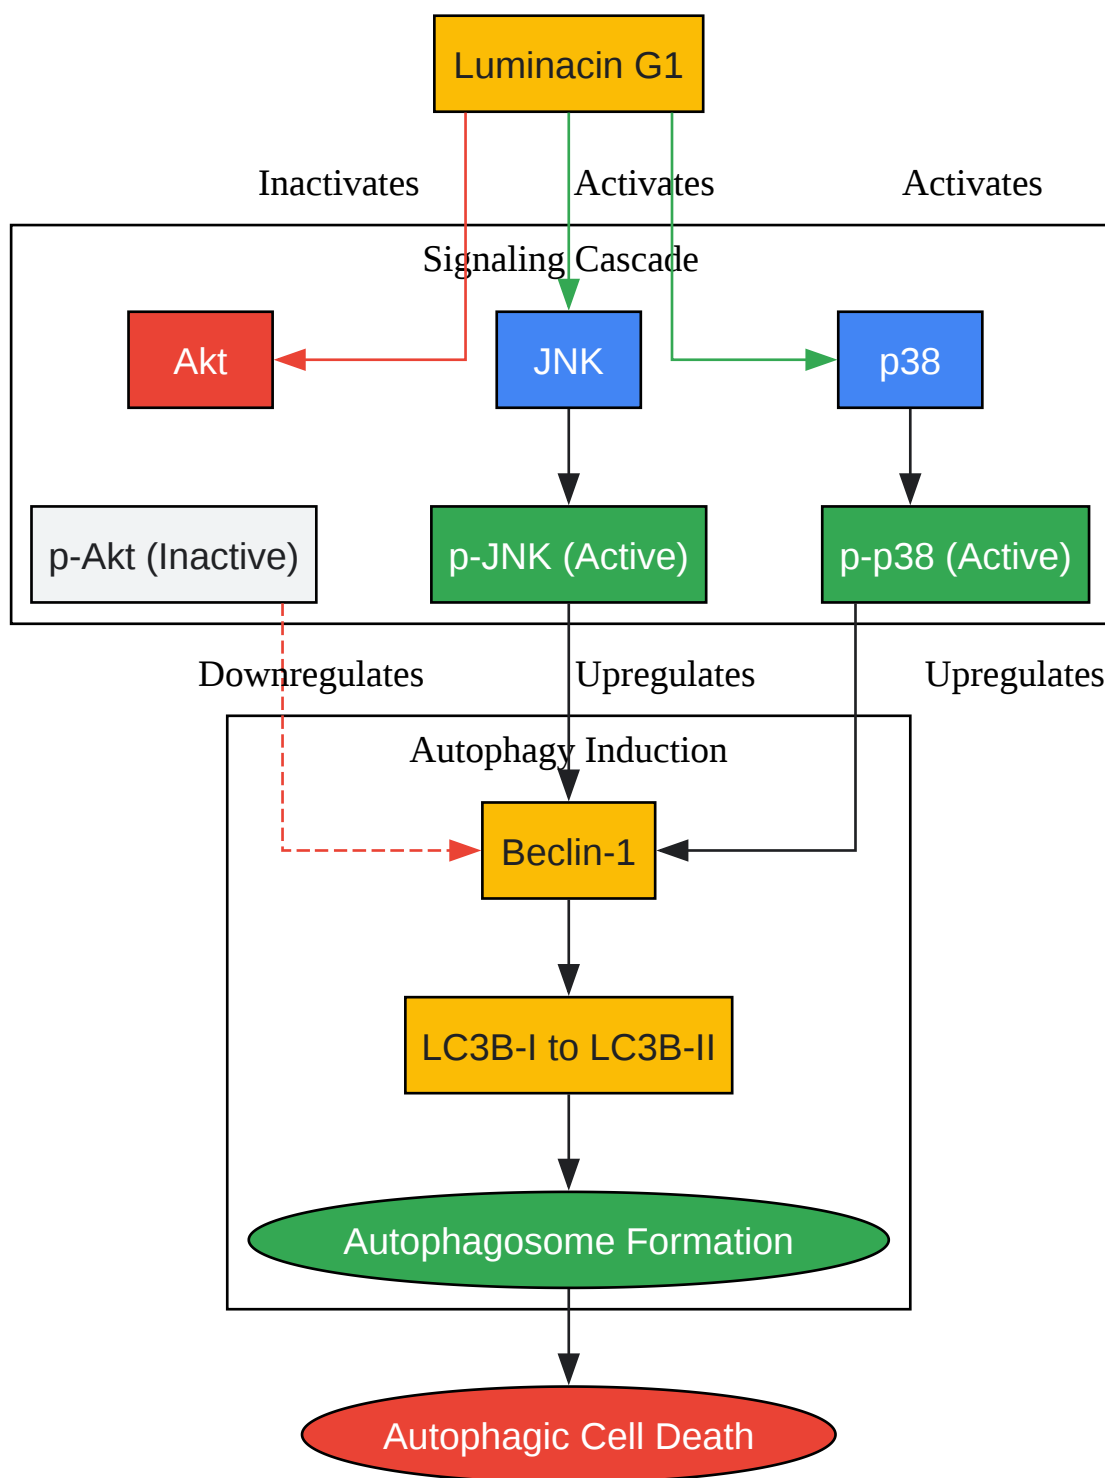 Luminacin G1
Inactivates
Activates
Activates
Signaling Cascade
Akt
JNK
p38
p-Akt (Inactive)
p-JNK (Active)
p-p38 (Active)
Downregulates
Upregulates
Upregulates
Autophagy Induction
Beclin-1
LC3B-I to LC3B-II
Autophagosome Formation
Autophagic Cell Death